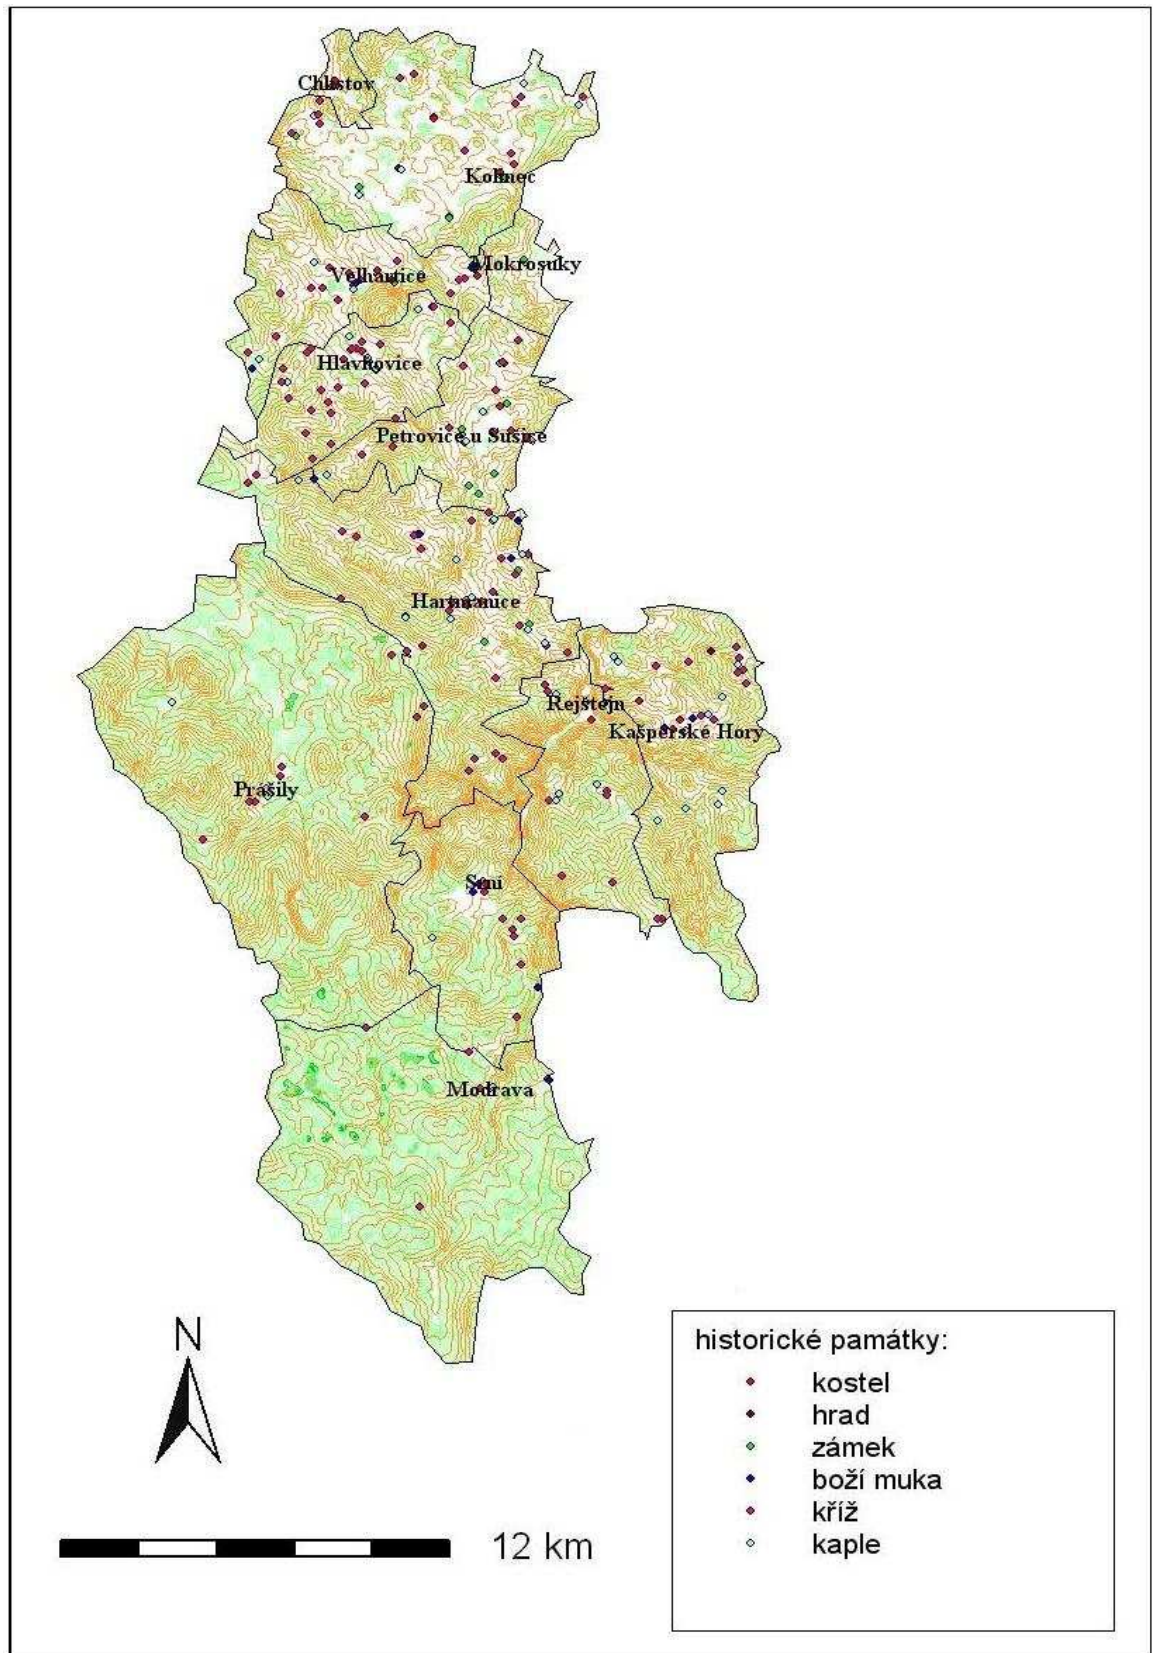 Chlistov
Kolinec
Mokrosuky
Velhartice
Hlavňovice
Petrovice u Sušice
Hartmanice
Rejštejn
Kašperské Hory
Prášily
Srní
Modrava
N
12 km
historické památky:
kostel
hrad
zámek
boží muka
kříž
kaple